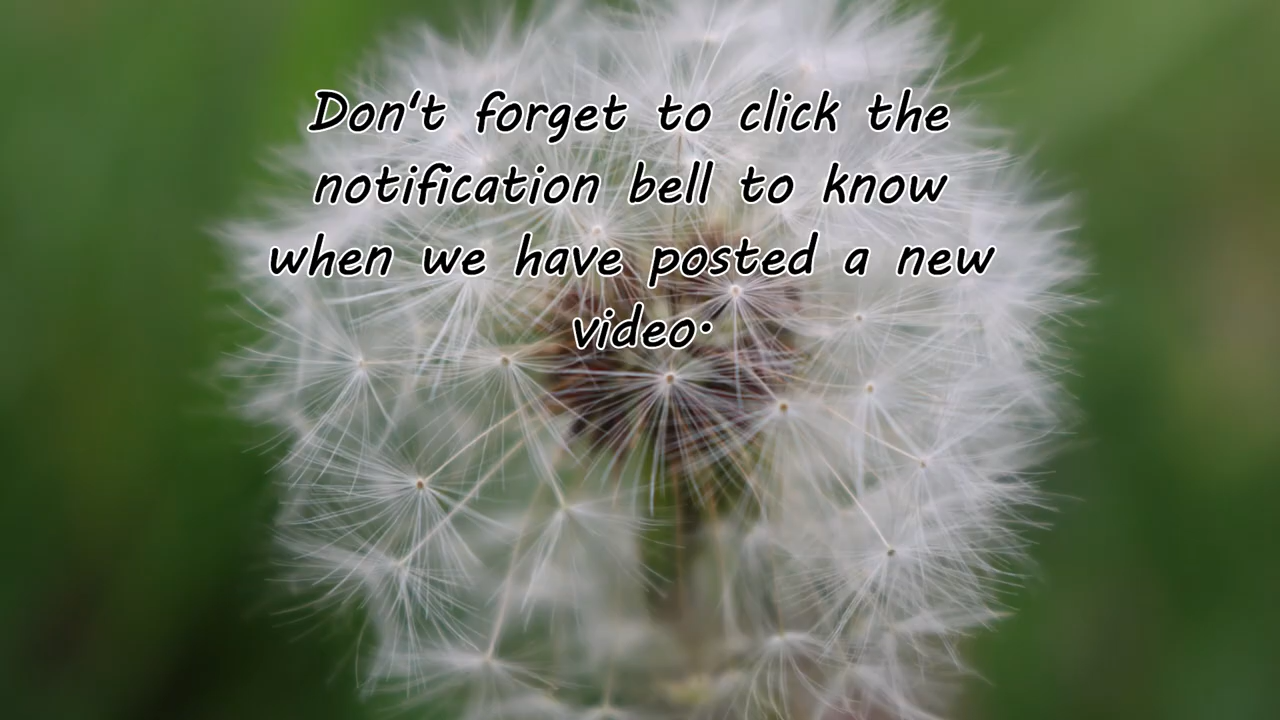 Don't forget to click the
notification bell to know
when we have posted a new
video.